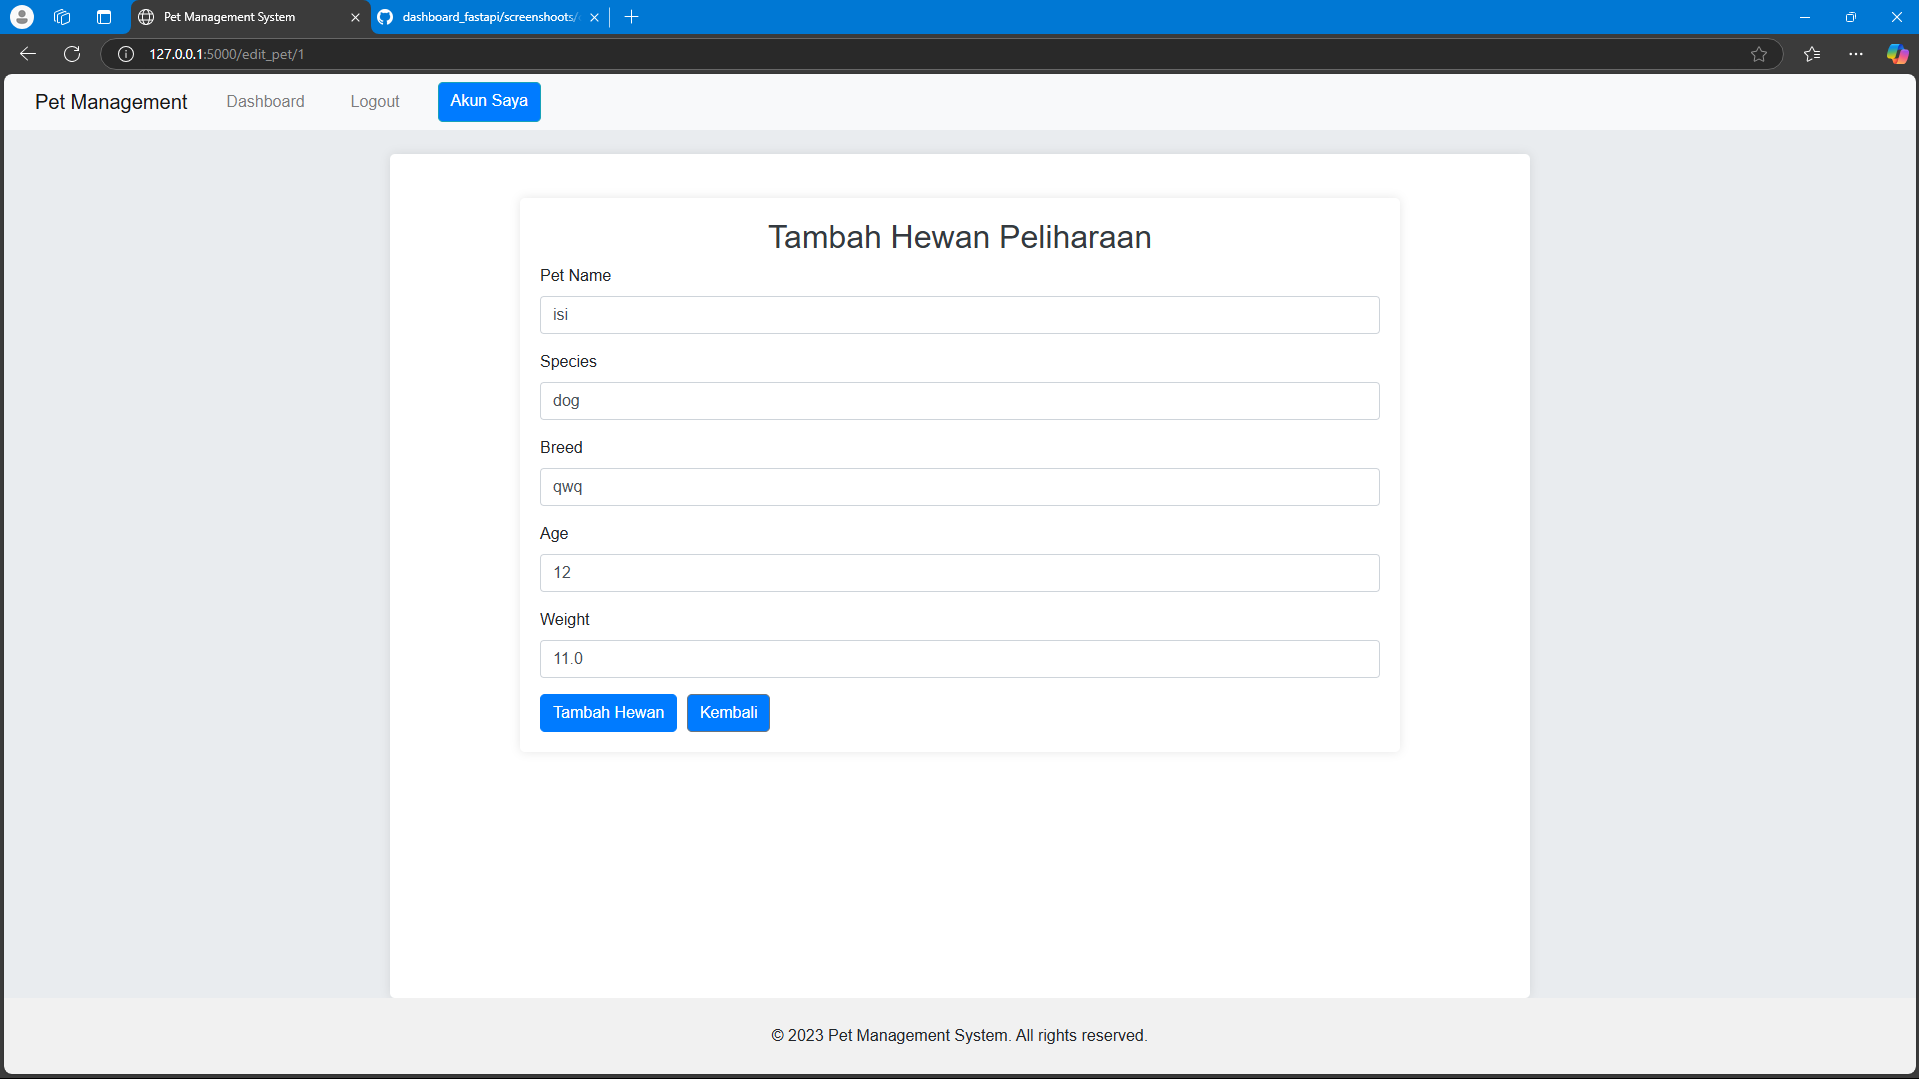 Pet Management System
dashboard_fastapi/screenshoots/
127.0.0.1:5000/edit_pet/1
Pet Management
Dashboard
Logout
Akun Saya
Tambah Hewan Peliharaan
Pet Name
isi
Species
dog
Breed
qwq
Age
12
Weight
11.0
Tambah Hewan
Kembali
© 2023 Pet Management System. All rights reserved.